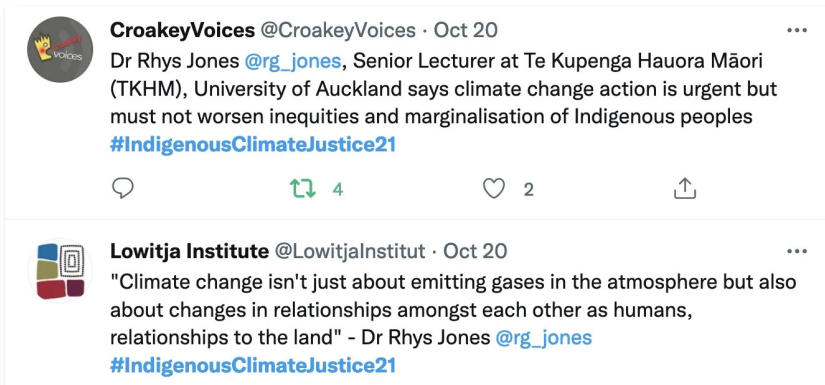 CroakeyVoices @CroakeyVoices · Oct 20
Dr Rhys Jones @rg_jones, Senior Lecturer at Te Kupenga Hauora Māori
(TKHM), University of Auckland says climate change action is urgent but
must not worsen inequities and marginalisation of Indigenous peoples
#IndigenousClimateJustice21
4 2
Lowitja Institute @LowitjaInstitut · Oct 20
"Climate change isn't just about emitting gases in the atmosphere but also
about changes in relationships amongst each other as humans,
relationships to the land" - Dr Rhys Jones @rg_jones
#IndigenousClimateJustice21